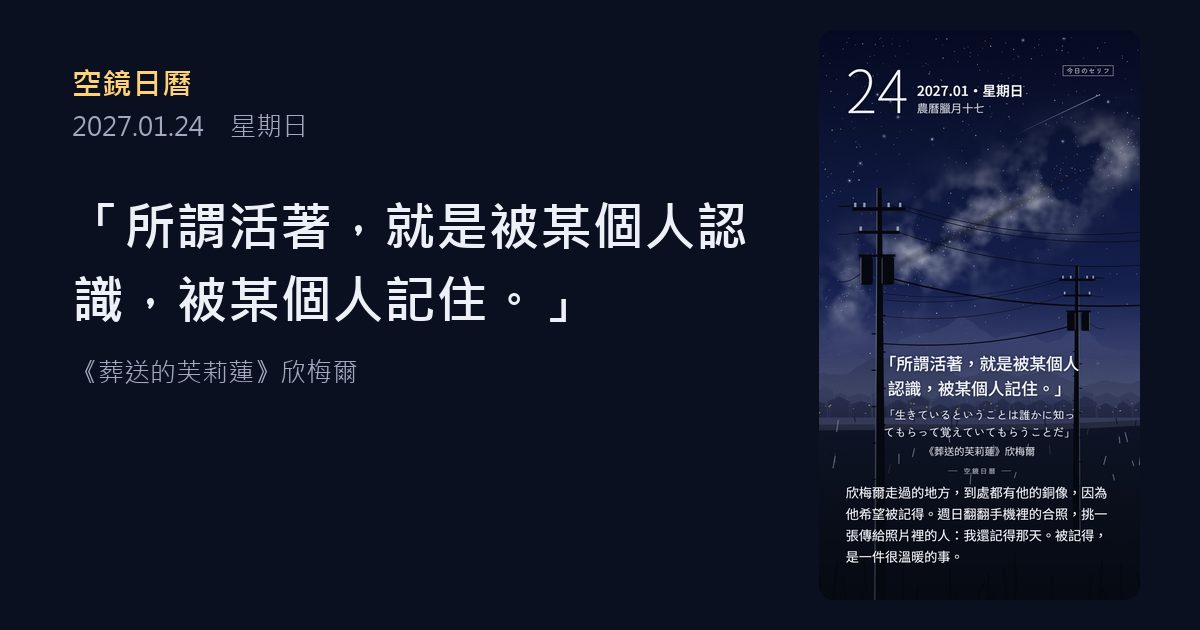 空鏡日曆
2027.01.24 星期日
「所謂活著，就是被某個人認
識，被某個人記住。」
《葬送的芙莉蓮》欣梅爾
24
2027.01・星期日
農曆臘月十七
今日のセリフ
「所謂活著，就是被某個人
認識，被某個人記住。」
「生きているということは誰かに知っ
てもらって覚えていてもらうことだ」
《葬送的芙莉蓮》欣梅爾
— 空鏡日曆 —
欣梅爾走過的地方，到處都有他的銅像，因為
他希望被記得。週日翻翻手機裡的合照，挑一
張傳給照片裡的人：我還記得那天。被記得，
是一件很溫暖的事。